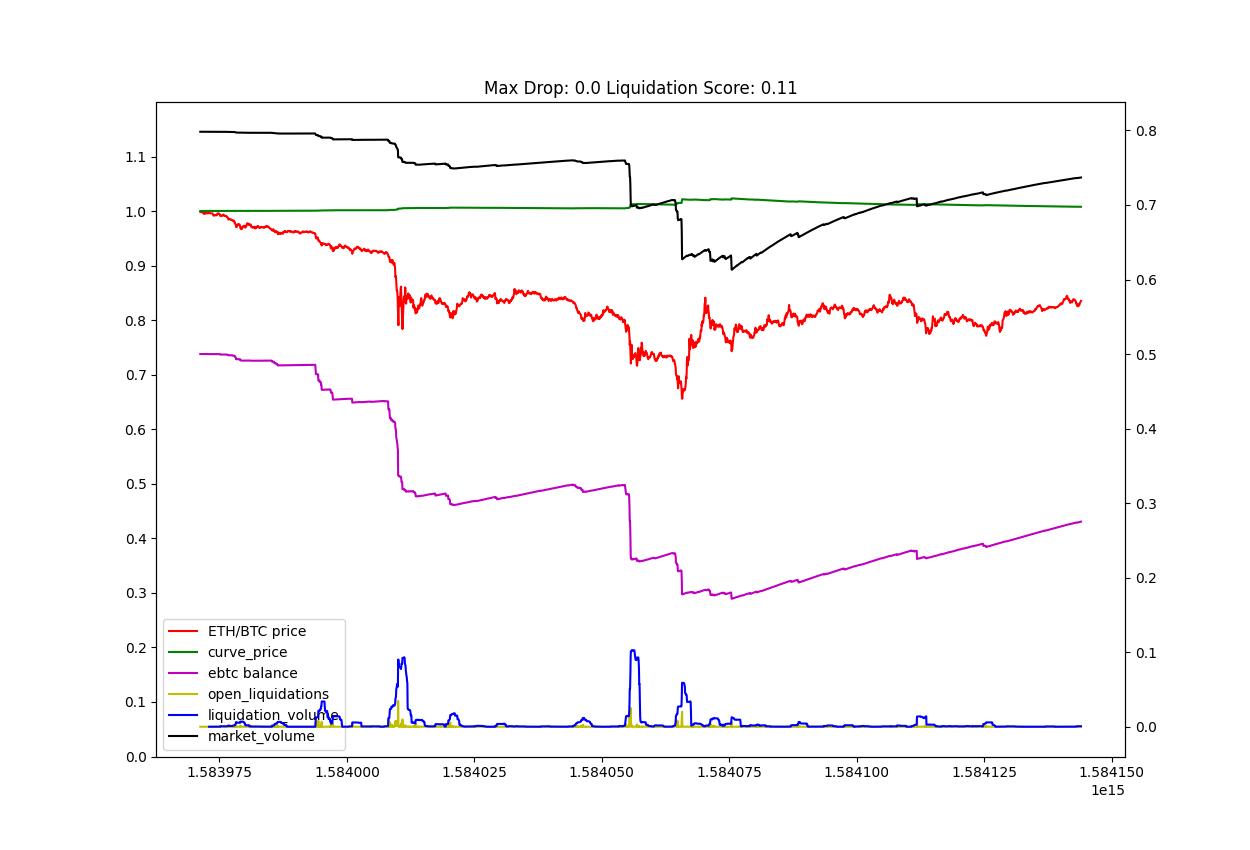 Max Drop: 0.0 Liquidation Score: 0.11
1.1
1.0
0.9
0.8
0.7
0.6
0.5
0.4
0.3
0.2
0.1
0.0
0.8
0.7
0.6
0.5
0.4
0.3
0.2
0.1
0.0
ETH/BTC price
curve_price
ebtc balance
open_liquidations
liquidation_volume
market_volume
1.583975 1.584000 1.584025 1.584050 1.584075 1.584100 1.584125 1.584150
1e15